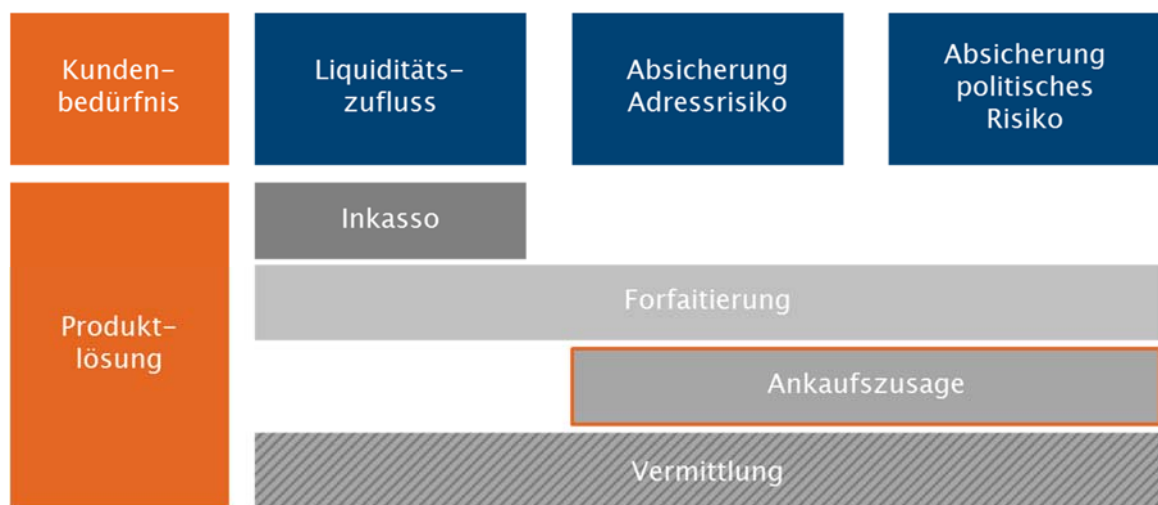 Kunden-
bedürfnis
Liquiditäts-
zufluss
Absicherung
Adressrisiko
Absicherung
politisches
Risiko
Produkt-
lösung
Inkasso
Forfaitierung
Ankaufszusage
Vermittlung